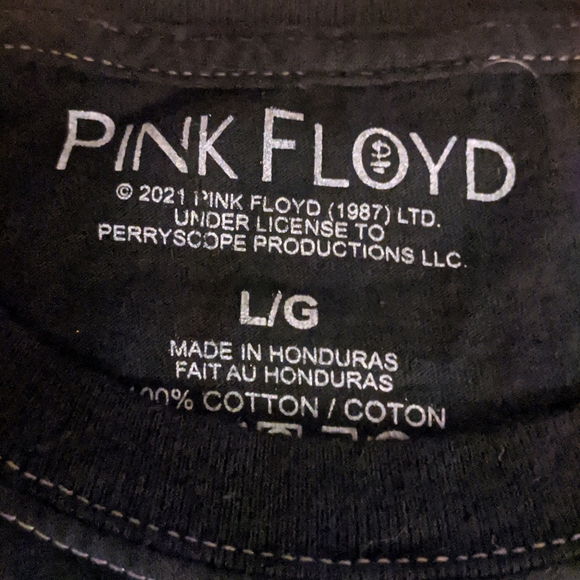 PINK FLOYD
© 2021 PINK FLOYD (1987) LTD.
UNDER LICENSE TO
PERRYSCOPE PRODUCTIONS LLC.
L/G
MADE IN HONDURAS
FAIT AU HONDURAS
100% COTTON / COTON